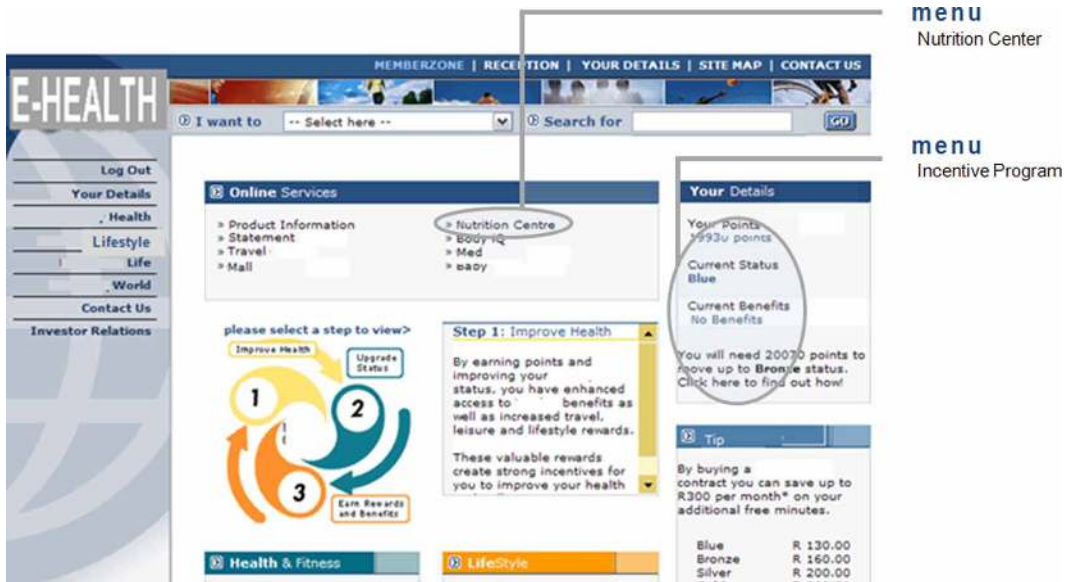 menu
Nutrition Center
MEMBERZONE | RECEPTION | YOUR DETAILS | SITE MAP | CONTACT US
E-HEALTH
I want to -- Select here -- Search for GO
menu
Incentive Program
Log Out
Your Details
Health
Lifestyle
Life
World
Contact Us
Investor Relations
Online Services
» Product Information
» Statement
» Travel
» Mall
» Nutrition Centre
» Body IQ
» Med
» Baby
Your Details
Your Points
19930 points
Current Status
Blue
Current Benefits
No Benefits
You will need 20070 points to
move up to Bronze status.
Click here to find out how!
please select a step to view>
Improve Health
Upgrade
Status
1
2
3
Earn Rewards
and Benefits
Step 1: Improve Health
By earning points and
improving your
status, you have enhanced
access to benefits as
well as increased travel,
leisure and lifestyle rewards.
These valuable rewards
create strong incentives for
you to improve your health
Tip
By buying a
contract you can save up to
R300 per month* on your
additional free minutes.
Blue R 130.00
Bronze R 160.00
Silver R 200.00
Health & Fitness
LifeStyle